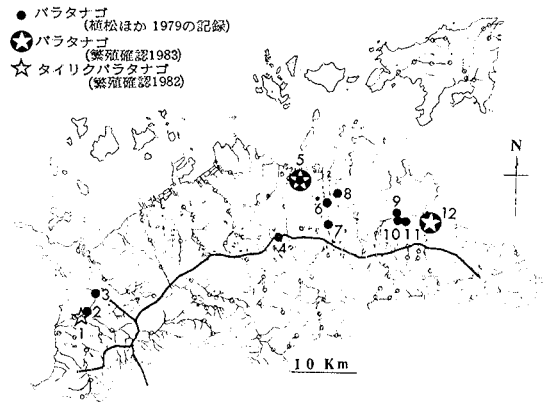 ● バラタナゴ
(植松ほか 1979の記録)
バラタナゴ
(繁殖確認1983)
☆ タイリクバラタナゴ
(繁殖確認1982)
N
5
8
6
7
9
12
10 11
4
3
2
1
10 Km